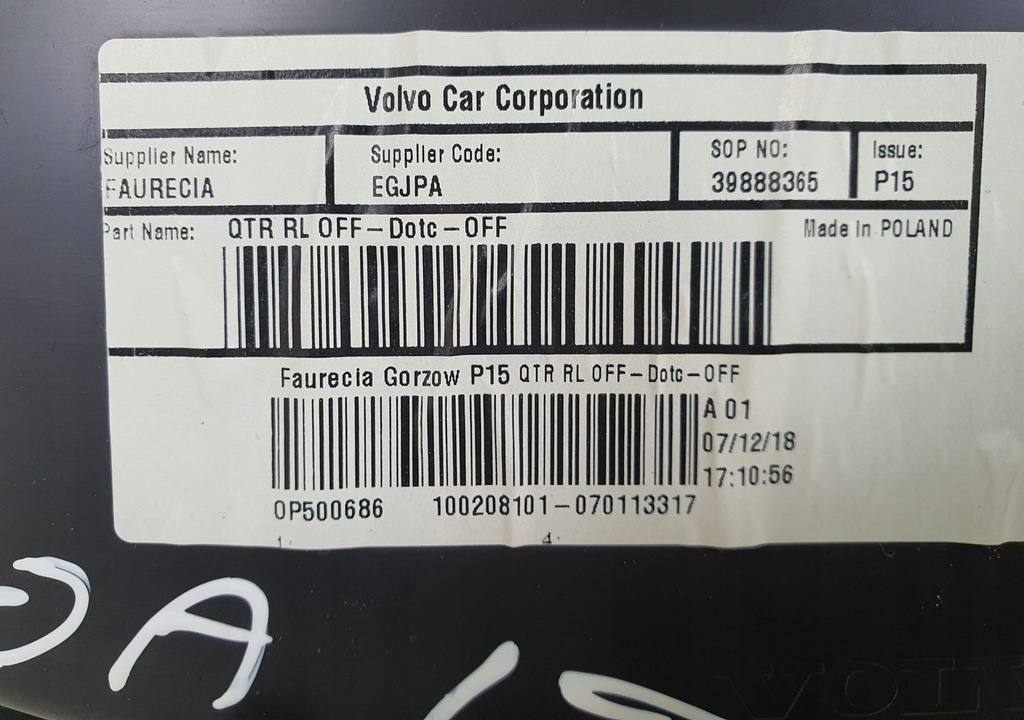 Volvo Car Corporation
Supplier Name: Supplier Code: SOP NO: Issue:
FAURECIA EGJPA 39888365 P15
Part Name: QTR RL OFF-Dotc-OFF Made in POLAND
Faurecia Gorzow P15 QTR RL OFF-Dotc-OFF
A 01
07/12/18
17:10:56
OP500686 100208101-070113317
A